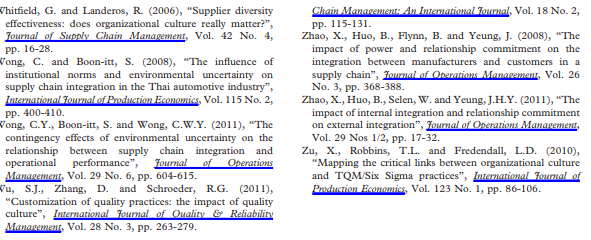 Whitfield, G. and Landeros, R. (2006), “Supplier diversity
effectiveness: does organizational culture really matter?”,
Journal of Supply Chain Management, Vol. 42 No. 4,
pp. 16-28.
Wong, C. and Boon-itt, S. (2008), “The influence of
institutional norms and environmental uncertainty on
supply chain integration in the Thai automotive industry”,
International Journal of Production Economics, Vol. 115 No. 2,
pp. 400-410.
Wong, C.Y., Boon-itt, S. and Wong, C.W.Y. (2011), “The
contingency effects of environmental uncertainty on the
relationship between supply chain integration and
operational performance”, Journal of Operations
Management, Vol. 29 No. 6, pp. 604-615.
Wu, S.J., Zhang, D. and Schroeder, R.G. (2011),
“Customization of quality practices: the impact of quality
culture”, International Journal of Quality & Reliability
Management, Vol. 28 No. 3, pp. 263-279.
Chain Management: An International Journal, Vol. 18 No. 2,
pp. 115-131.
Zhao, X., Huo, B., Flynn, B. and Yeung, J. (2008), “The
impact of power and relationship commitment on the
integration between manufacturers and customers in a
supply chain”, Journal of Operations Management, Vol. 26
No. 3, pp. 368-388.
Zhao, X., Huo, B., Selen, W. and Yeung, J.H.Y. (2011), “The
impact of internal integration and relationship commitment
on external integration”, Journal of Operations Management,
Vol. 29 Nos 1/2, pp. 17-32.
Zu, X., Robbins, T.L. and Fredendall, L.D. (2010),
“Mapping the critical links between organizational culture
and TQM/Six Sigma practices”, International Journal of
Production Economics, Vol. 123 No. 1, pp. 86-106.